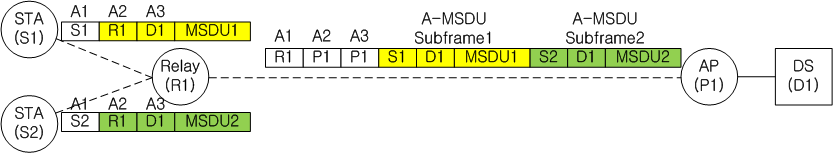 STA
(S1)
A1 A2 A3
S1 R1 D1 MSDU1
Relay
(R1)
STA
(S2)
A1 A2 A3
S2 R1 D1 MSDU2
A-MSDU
Subframe1
A-MSDU
Subframe2
A1 A2 A3
R1 P1 P1 S1 D1 MSDU1 S2 D1 MSDU2
AP
(P1)
DS
(D1)